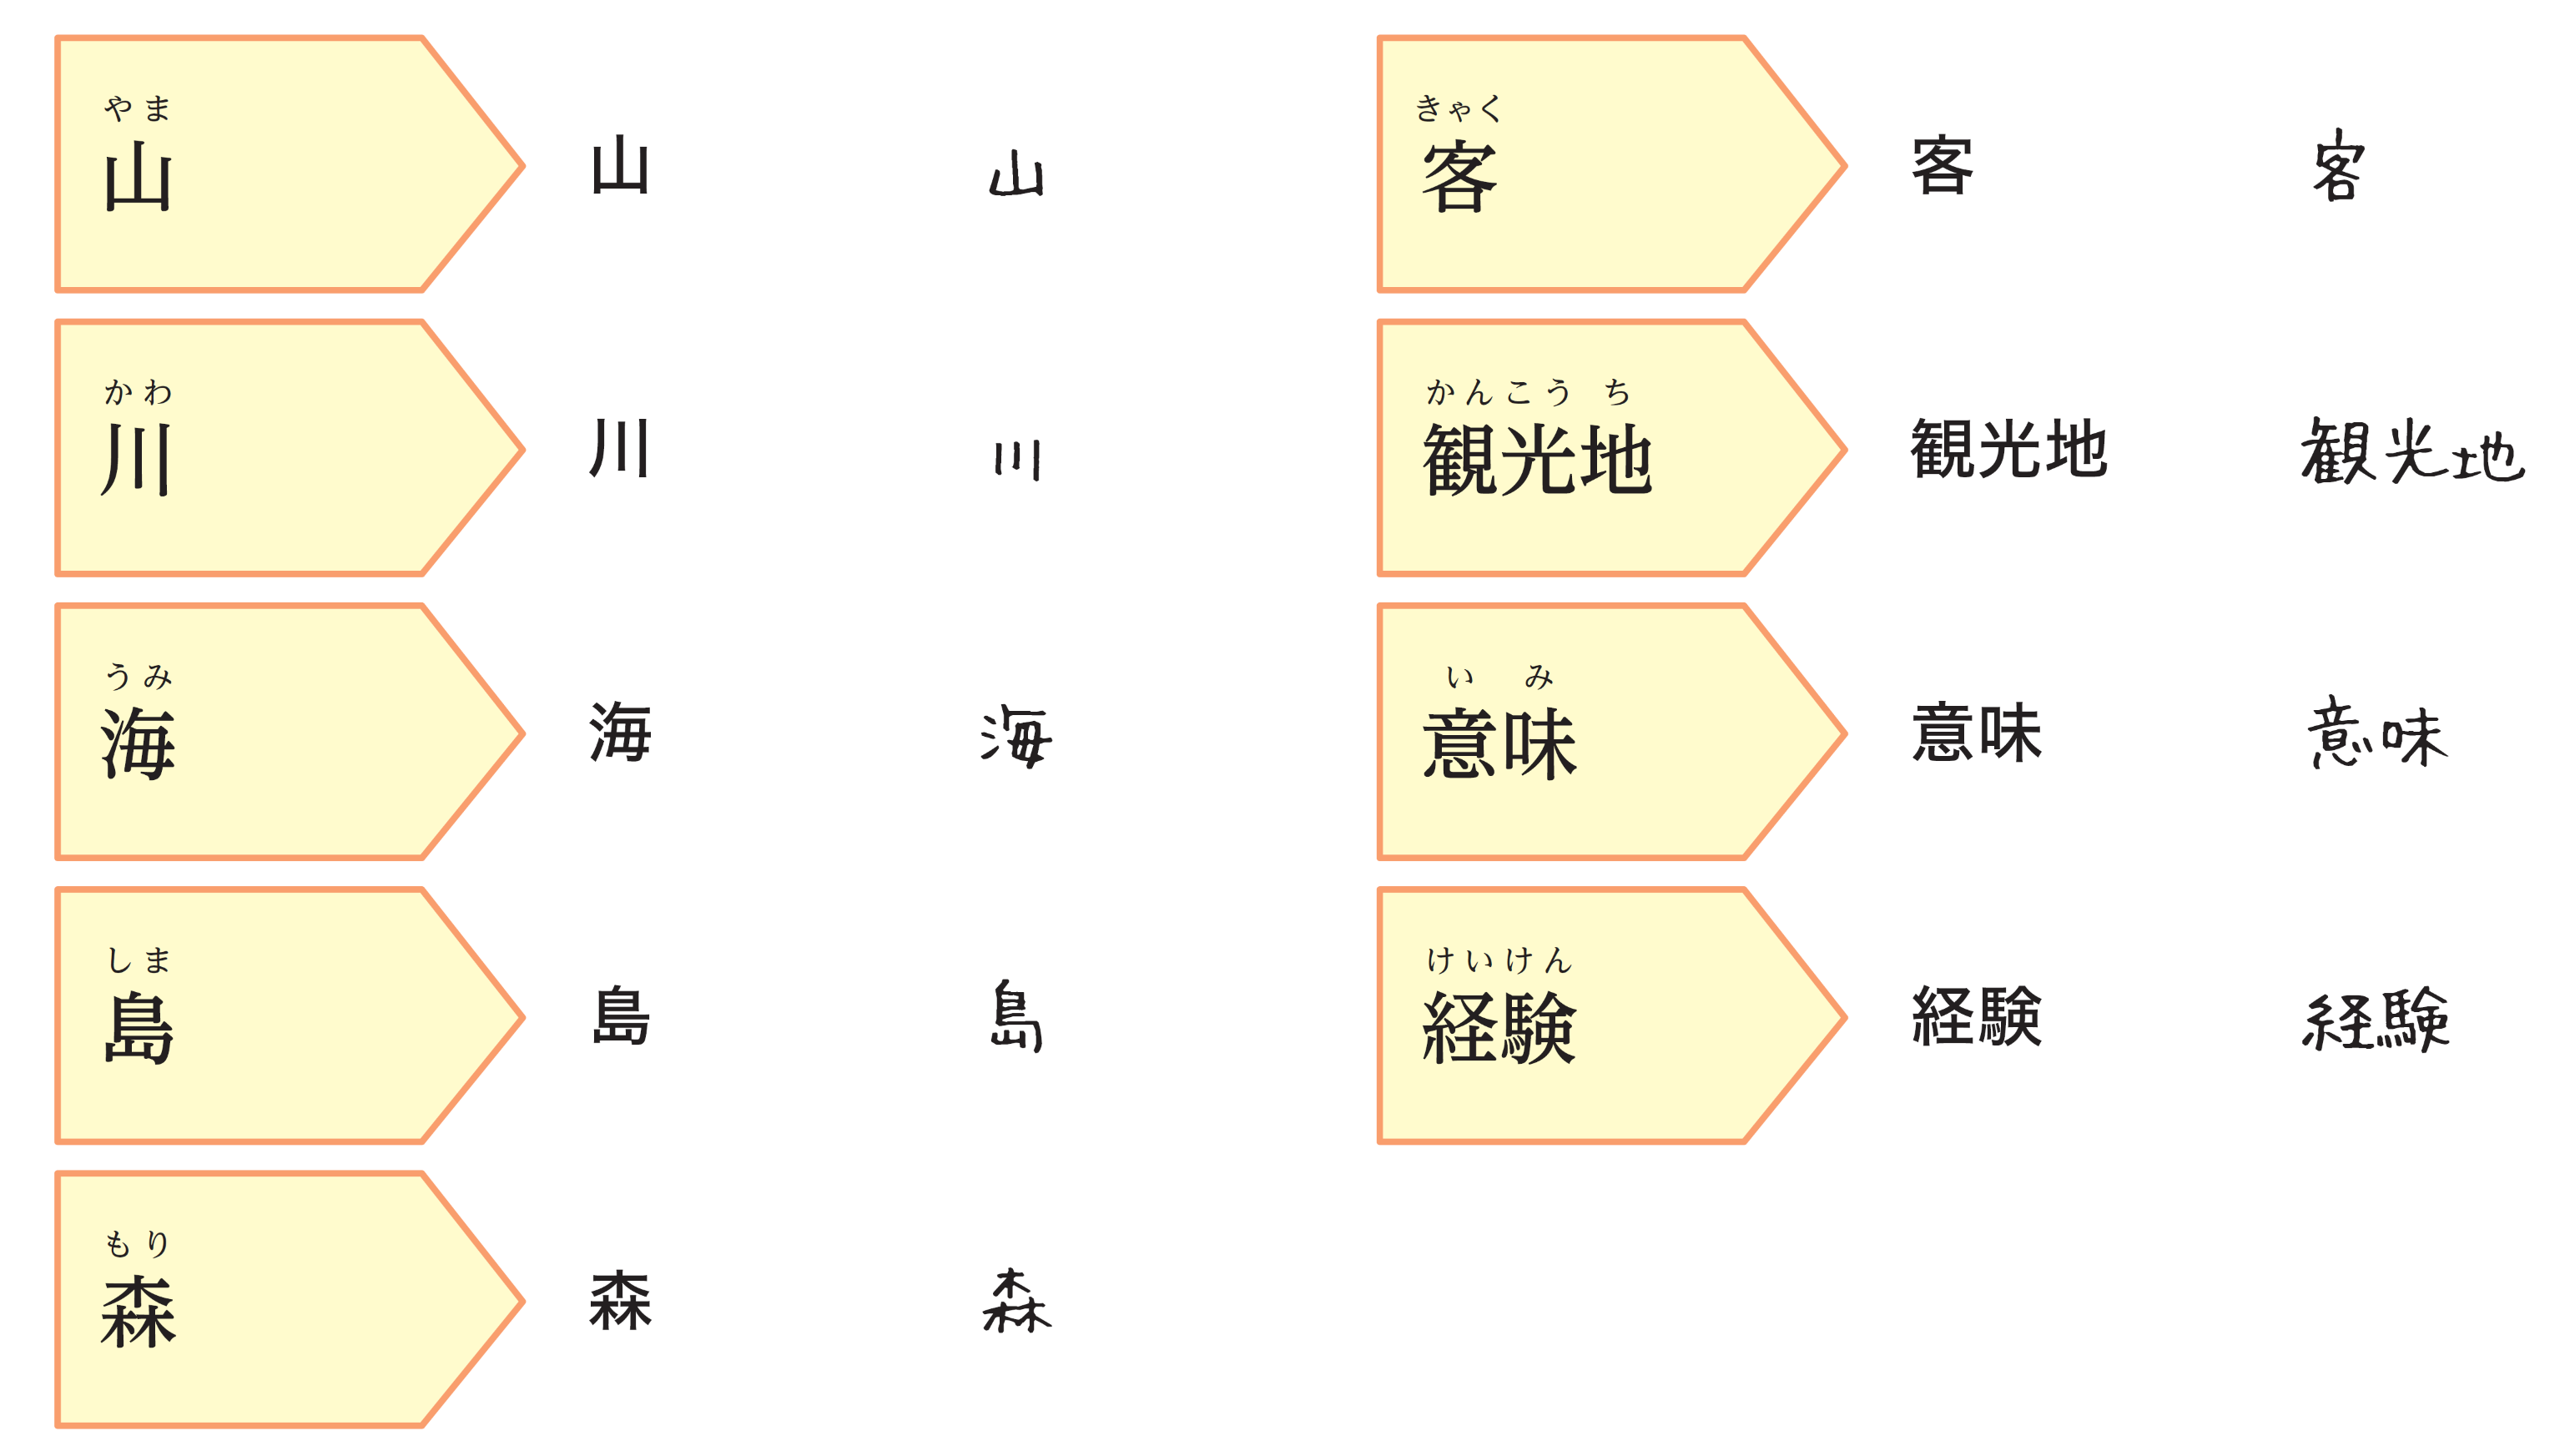 やま
山 山 山
かわ
川 川 川
うみ
海 海 海
しま
島 島 島
もり
森 森 森
きゃく
客 客 客
かんこうち
観光地 観光地 観光地
いみ
意味 意味 意味
けいけん
経験 経験 経験